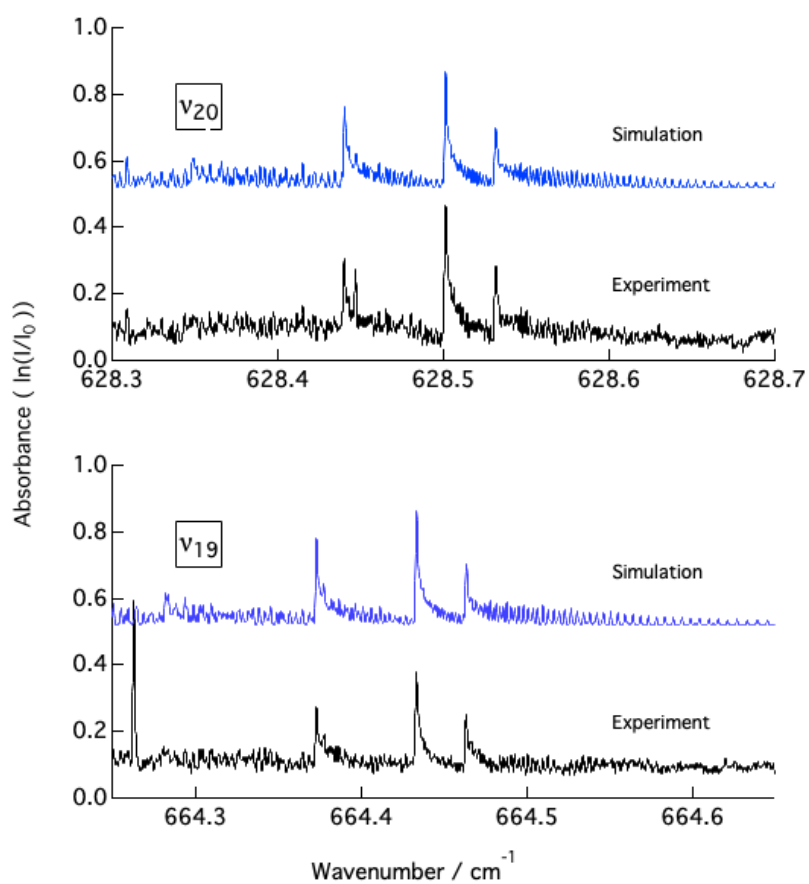 1.0
0.8
0.6
0.4
0.2
0.0
ν20
Simulation
Experiment
628.3 628.4 628.5 628.6 628.7
Absorbance ( ln(I/I0 ))
1.0
0.8
0.6
0.4
0.2
0.0
ν19
Simulation
Experiment
664.3 664.4 664.5 664.6
Wavenumber / cm-1